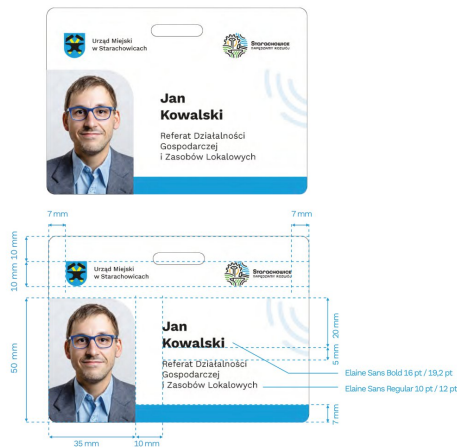 Urząd Miejski
w Starachowicach
Starachowice
Jan
Kowalski
Referat Działalności
Gospodarczej
i Zasobów Lokalowych
7 mm
7 mm
10 mm
10 mm
Urząd Miejski
w Starachowicach
Starachowice
50 mm
Jan
Kowalski
Referat Działalności
Gospodarczej
i Zasobów Lokalowych
20 mm
5 mm
7 mm
Elaine Sans Bold 16 pt / 19,2 pt
Elaine Sans Regular 10 pt / 12 pt
35 mm
10 mm